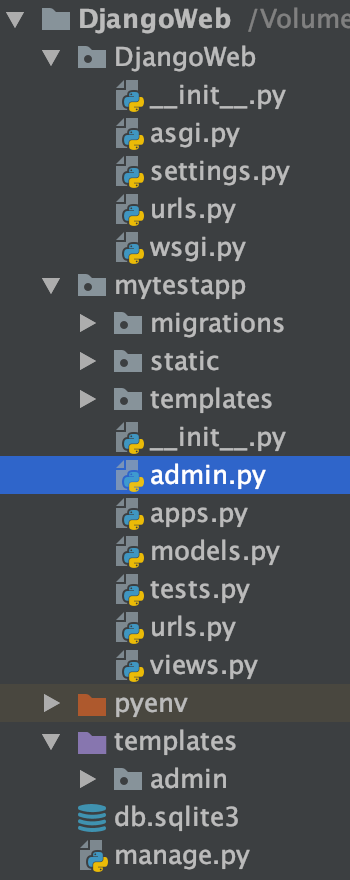 DjangoWeb /Volume
DjangoWeb
__init__.py
asgi.py
settings.py
urls.py
wsgi.py
mytestapp
migrations
static
templates
__init__.py
admin.py
apps.py
models.py
tests.py
urls.py
views.py
pyenv
templates
admin
db.sqlite3
manage.py